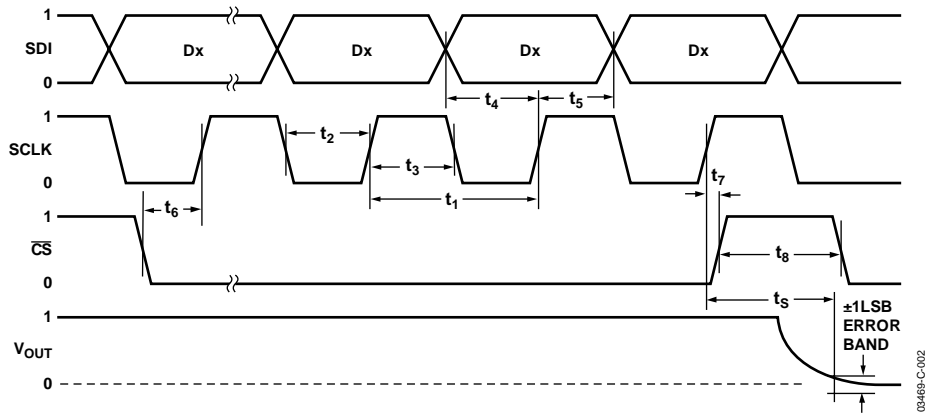 1
SDI
0
Dx
Dx
Dx
Dx
t4
t5
1
SCLK
0
t2
t3
t1
t6
t7
1
CS
0
t8
tS
±1LSB
ERROR
BAND
1
VOUT
0
03469-C-002